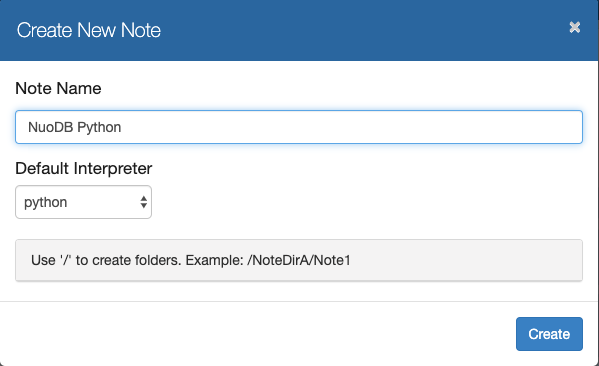 Create New Note
Note Name
NuoDB Python
Default Interpreter
python
Use '/' to create folders. Example: /NoteDirA/Note1
Create